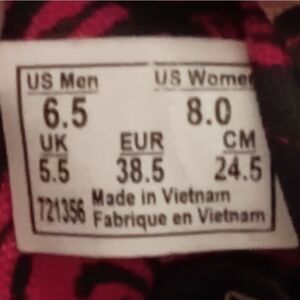 US Men US Women
6.5 8.0
UK EUR CM
5.5 38.5 24.5
721356 Made in Vietnam
Fabrique en Vietnam